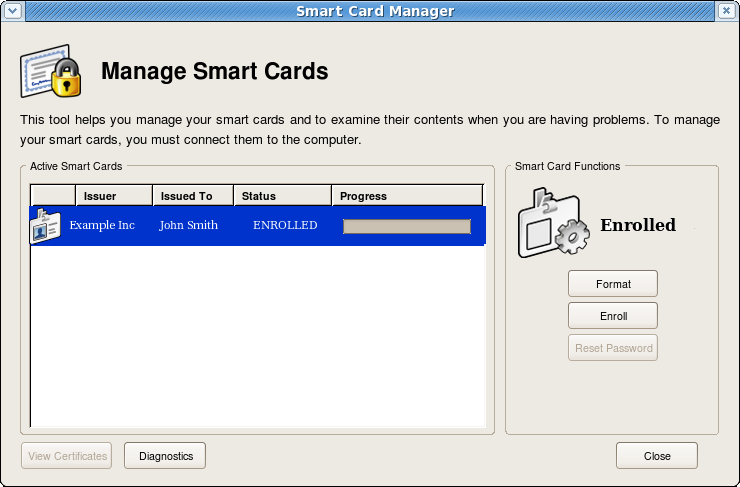 Smart Card Manager
Manage Smart Cards
This tool helps you manage your smart cards and to examine their contents when you are having problems. To manage
your smart cards, you must connect them to the computer.
Active Smart Cards
Issuer Issued To Status Progress
Example Inc John Smith ENROLLED
Smart Card Functions
Enrolled
Format
Enroll
Reset Password
View Certificates Diagnostics Close